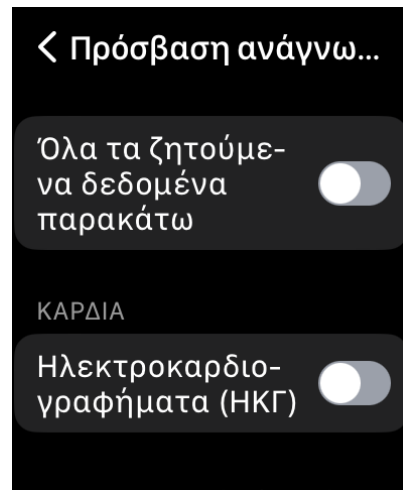 Πρόσβαση ανάγνω...
Όλα τα ζητούμε-
να δεδομένα
παρακάτω
ΚΑΡΔΙΑ
Ηλεκτροκαρδιο-
γραφήματα (ΗΚΓ)